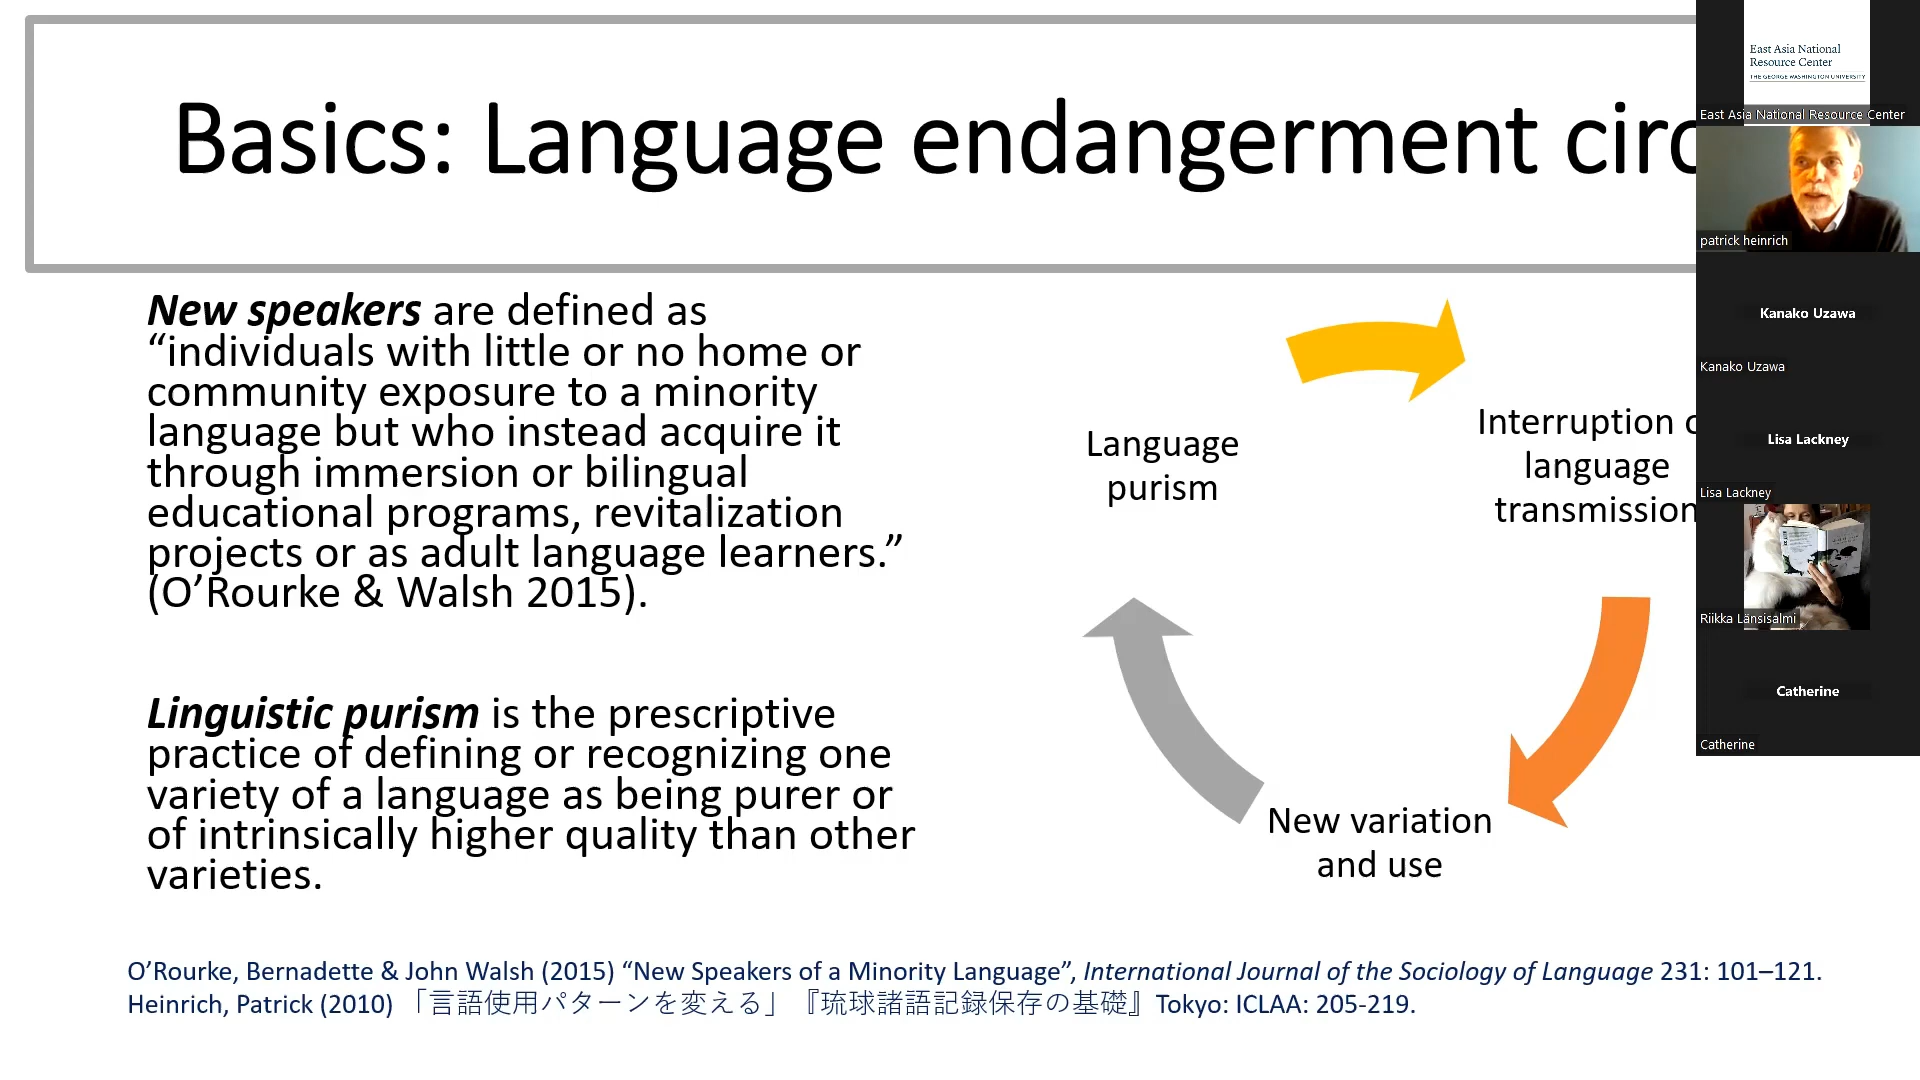 Basics: Language endangerment circ
New speakers are defined as
“individuals with little or no home or
community exposure to a minority
language but who instead acquire it
through immersion or bilingual
educational programs, revitalization
projects or as adult language learners.”
(O’Rourke & Walsh 2015).
Linguistic purism is the prescriptive
practice of defining or recognizing one
variety of a language as being purer or
of intrinsically higher quality than other
varieties.
Language
purism
Interruption
language
transmission
New variation
and use
O’Rourke, Bernadette & John Walsh (2015) “New Speakers of a Minority Language”, International Journal of the Sociology of Language 231: 101–121.
Heinrich, Patrick (2010) 「言語使用パターンを変える」『琉球諸語記録保存の基礎』Tokyo: ICLAA: 205-219.
East Asia National
Resource Center
THE GEORGE WASHINGTON UNIVERSITY
East Asia National Resource Center
patrick heinrich
Kanako Uzawa
Kanako Uzawa
Lisa Lackney
Lisa Lackney
Riikka Länsisalmi
Catherine
Catherine